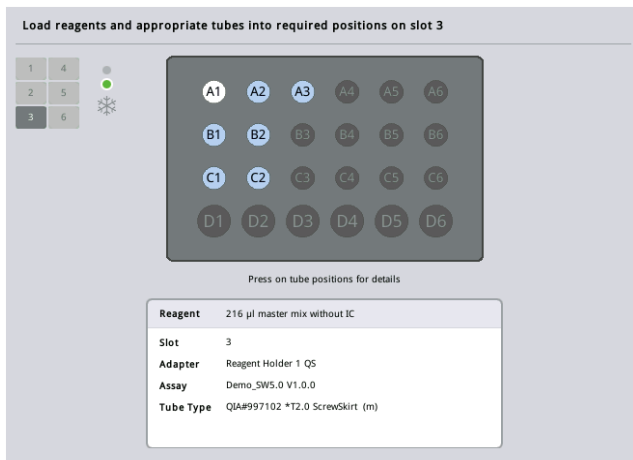 Load reagents and appropriate tubes into required positions on slot 3
1 4
2 5
3 6
A1 A2 A3 A4 A5 A6
B1 B2 B3 B4 B5 B6
C1 C2 C3 C4 C5 C6
D1 D2 D3 D4 D5 D6
Press on tube positions for details
Reagent 216 µl master mix without IC
Slot 3
Adapter Reagent Holder 1 QS
Assay Demo_SW5.0 V1.0.0
Tube Type QIA#997102 *T2.0 ScrewSkirt (m)